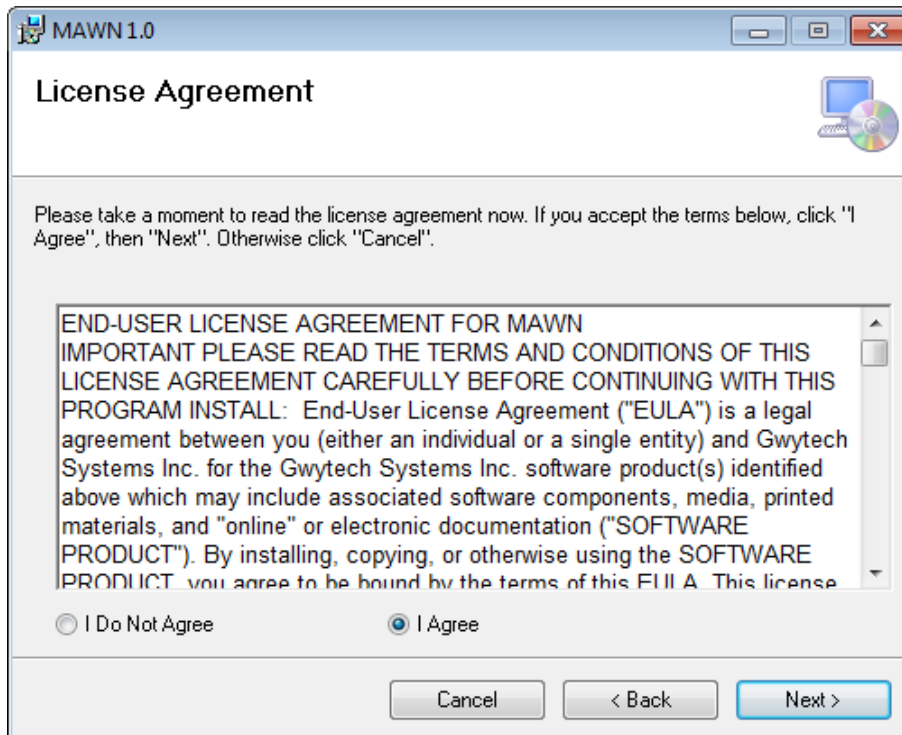 MAWN 1.0
License Agreement
Please take a moment to read the license agreement now. If you accept the terms below, click "I
Agree", then "Next". Otherwise click "Cancel".
END-USER LICENSE AGREEMENT FOR MAWN
IMPORTANT PLEASE READ THE TERMS AND CONDITIONS OF THIS
LICENSE AGREEMENT CAREFULLY BEFORE CONTINUING WITH THIS
PROGRAM INSTALL:  End-User License Agreement ("EULA") is a legal
agreement between you (either an individual or a single entity) and Gwytech
Systems Inc. for the Gwytech Systems Inc. software product(s) identified
above which may include associated software components, media, printed
materials, and "online" or electronic documentation ("SOFTWARE
PRODUCT"). By installing, copying, or otherwise using the SOFTWARE
PRODUCT, you agree to be bound by the terms of this EULA. This license
I Do Not Agree
I Agree
Cancel
< Back
Next >